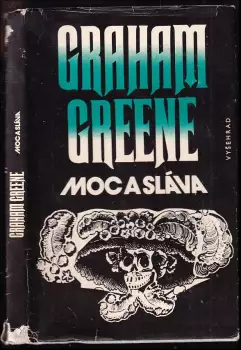 GRAHAM GREENE
MOC A SLÁVA
GRAHAM
GREENE
MOC A SLÁVA
VYŠEHRAD